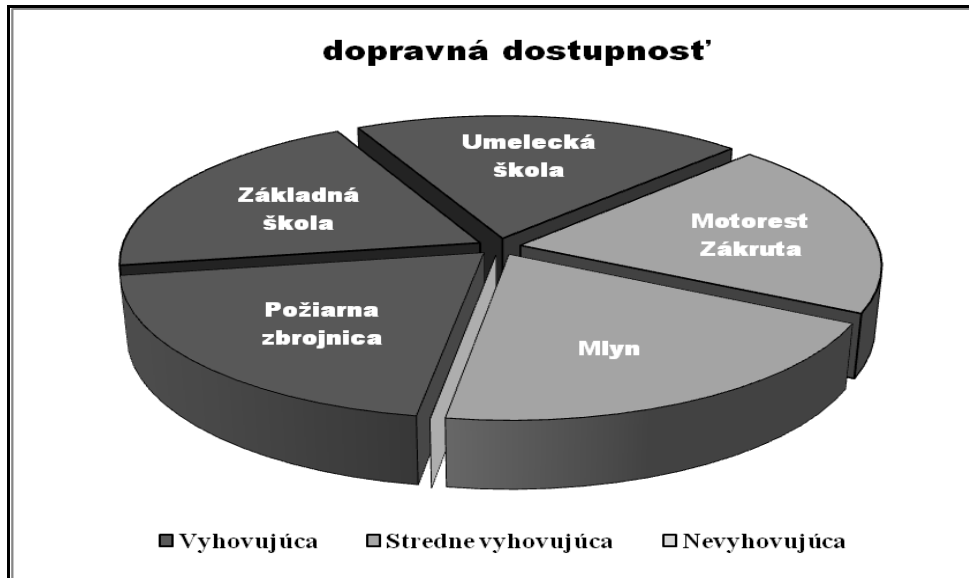 dopravná dostupnosť
Umelecká
škola
Základná
škola
Motorest
Zákruta
Požiarna
zbrojnica
Mlyn
Vyhovujúca Stredne vyhovujúca Nevyhovujúca